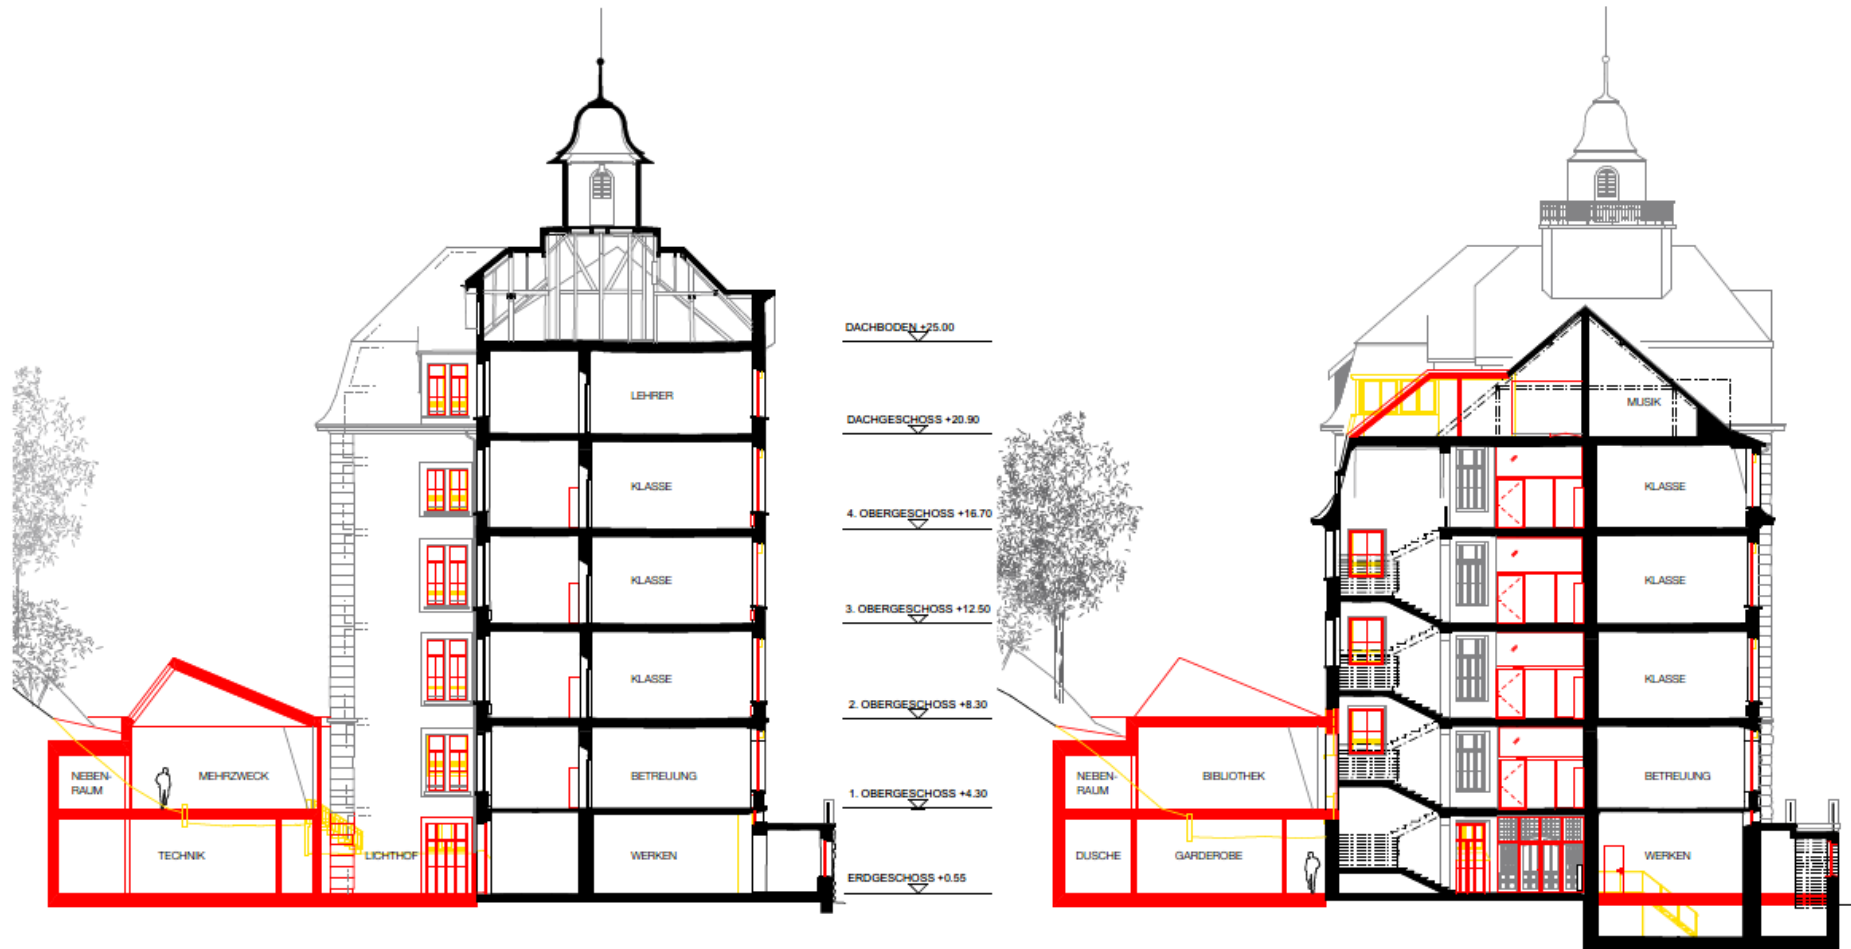 DACHBODEN +25.00
LEHRER
DACHGESCHOSS +20.90
KLASSE
4. OBERGESCHOSS +16.70
KLASSE
3. OBERGESCHOSS +12.50
KLASSE
2. OBERGESCHOSS +8.30
NEBEN-
RAUM
MEHRZWECK
BETREUUNG
1. OBERGESCHOSS +4.30
TECHNIK
LICHTHOF
WERKEN
ERDGESCHOSS +0.55
MUSIK
KLASSE
KLASSE
KLASSE
NEBEN-
RAUM
BIBLIOTHEK
BETREUUNG
DUSCHE
GARDEROBE
WERKEN